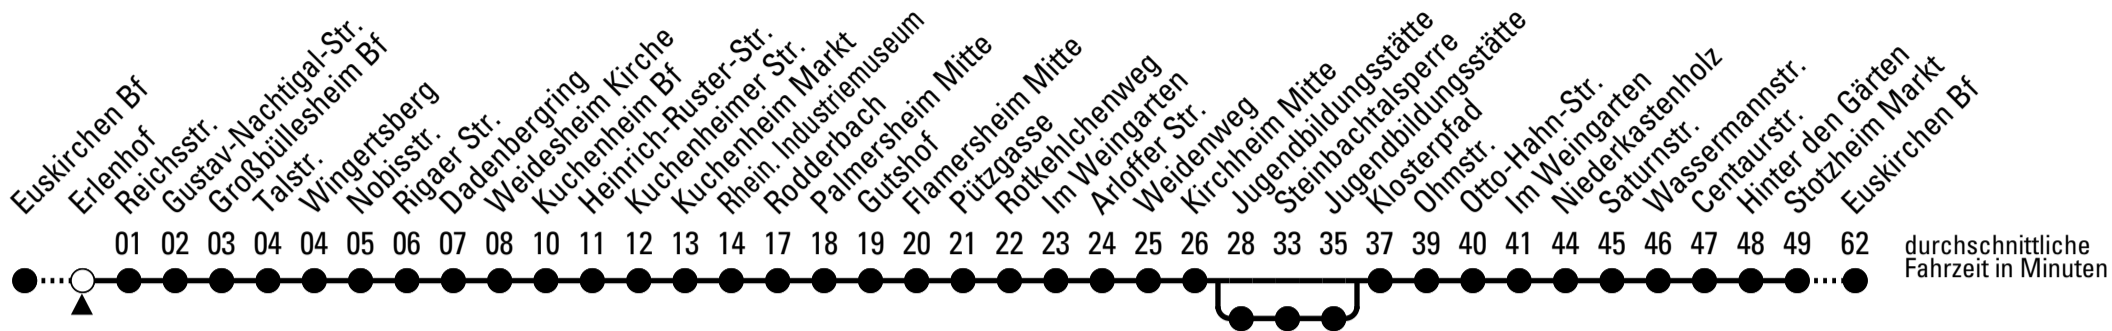 Euskirchen Bf
Erlenhof
Reichsstr.
Gustav-Nachtigal-Str.
Großbüllesheim Bf
Talstr.
Wingertsberg
Nobisstr.
Rigaer Str.
Dadenbergring
Weidesheim Kirche
Kuchenheim Bf
Heinrich-Ruster-Str.
Kuchenheimer Str.
Kuchenheim Markt
Rhein. Industriemuseum
Rodderbach
Palmersheim Mitte
Gutshof
Flamersheim Mitte
Pützgasse
Rotkehlchenweg
Im Weingarten
Arloffer Str.
Weidenweg
Kirchheim Mitte
Jugendbildungsstätte
Steinbachtalsperre
Jugendbildungsstätte
Klosterpfad
Ohmstr.
Otto-Hahn-Str.
Im Weingarten
Niederkastenholz
Saturnstr.
Wassermannstr.
Centaurstr.
Hinter den Gärten
Stotzheim Markt
Euskirchen Bf
01 02 03 04 04 05 06 07 08 10 11 12 13 14 17 18 19 20 21 22 23 24 25 26 28 33 35 37 39 40 41 44 45 46 47 48 49 62
durchschnittliche
Fahrzeit in Minuten